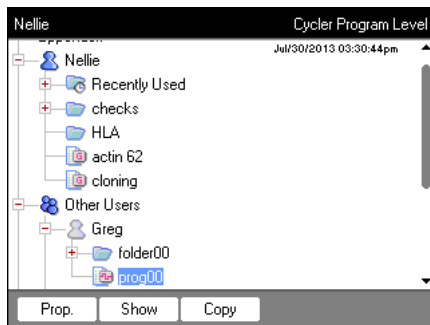 Nellie Cycler Program Level
Jul/30/2013 03:30:44pm
Nellie
Recently Used
checks
HLA
actin 62
cloning
Other Users
Greg
folder00
prog00
Prop. Show Copy